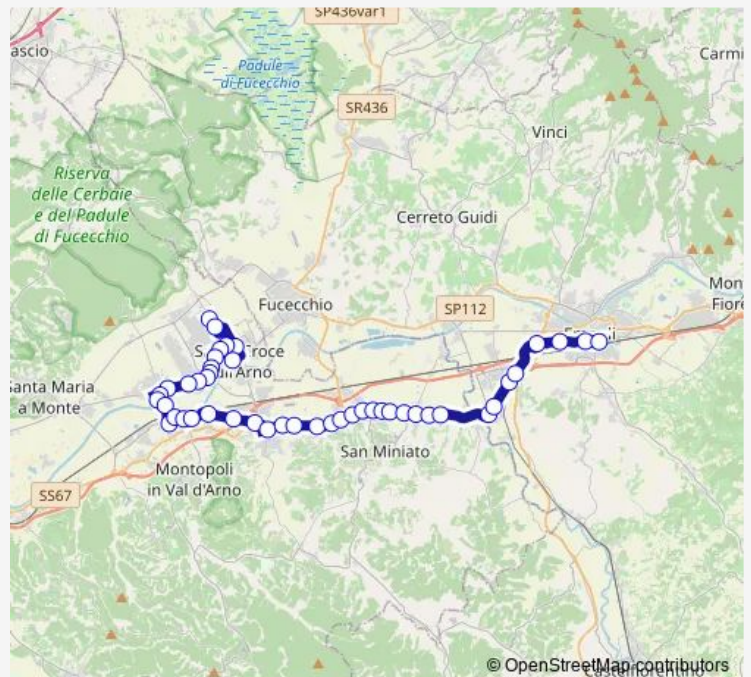 SP436var1
ascio
Carmi
Padule
di Fucecchio
SR436
Vinci
Riserva
delle Cerbaie
e del Padule
di Fucecchio
Cerreto Guidi
Mon
Fiore
Fucecchio
SP112
Santa Maria
a Monte
San Miniato
Montopoli
in Val d'Arno
SS67
© OpenStreetMap contributors